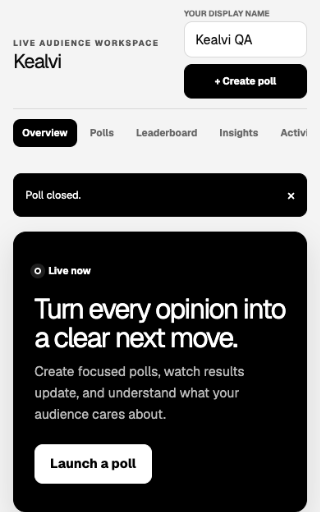 YOUR DISPLAY NAME
LIVE AUDIENCE WORKSPACE
Kealvi
Kealvi QA
+ Create poll
Overview Polls Leaderboard Insights Activi
Poll closed. ×
Live now
Turn every opinion into
a clear next move.
Create focused polls, watch results
update, and understand what your
audience cares about.
Launch a poll